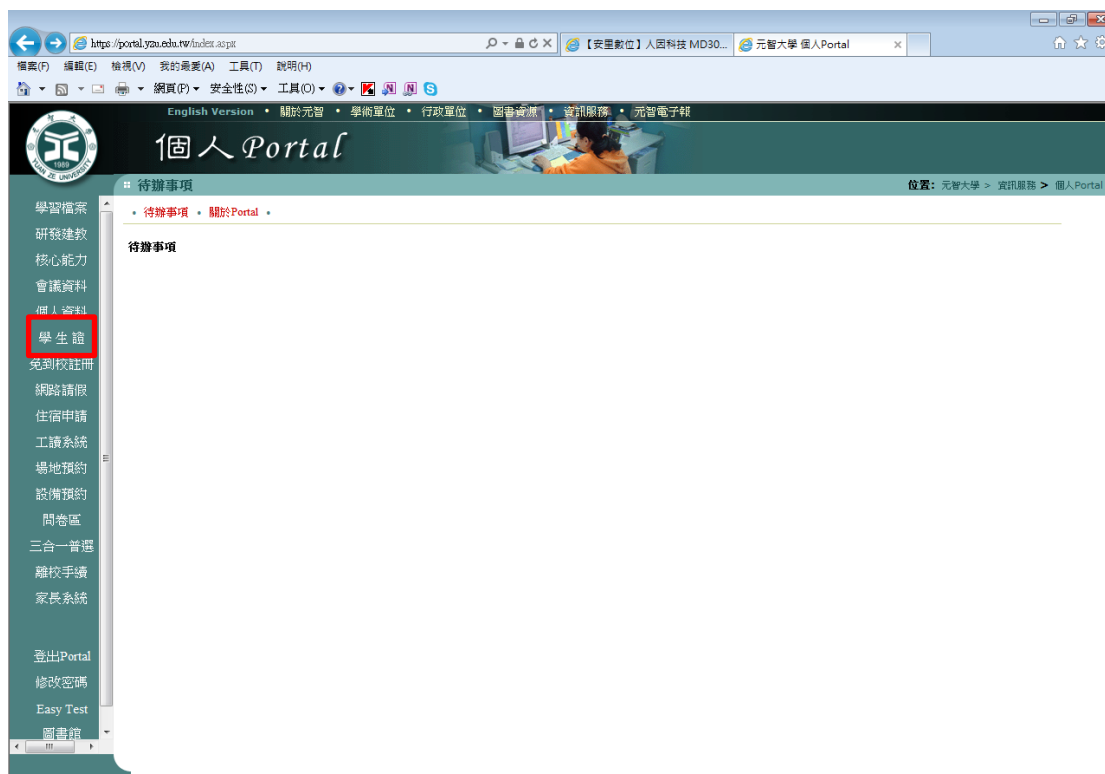 https://portal.yzu.edu.tw/index.aspx
【安里數位】人因科技 MD30...
元智大學 個人Portal
檔案(F) 編輯(E) 檢視(V) 我的最愛(A) 工具(T) 說明(H)
網頁(P) 安全性(S) 工具(O)
English Version • 關於元智 • 學術單位 • 行政單位 • 圖書資源 • 資訊服務 • 元智電子報
個人 Portal
元智大學
1989
YUAN ZE UNIVERSITY
待辦事項
位置: 元智大學 > 資訊服務 > 個人Portal
• 待辦事項 • 關於Portal •
待辦事項
學習檔案
研發建教
核心能力
會議資料
個人資料
學 生 證
免到校註冊
網路請假
住宿申請
工讀系統
場地預約
設備預約
問卷區
三合一普選
離校手續
家長系統
登出Portal
修改密碼
Easy Test
圖書館